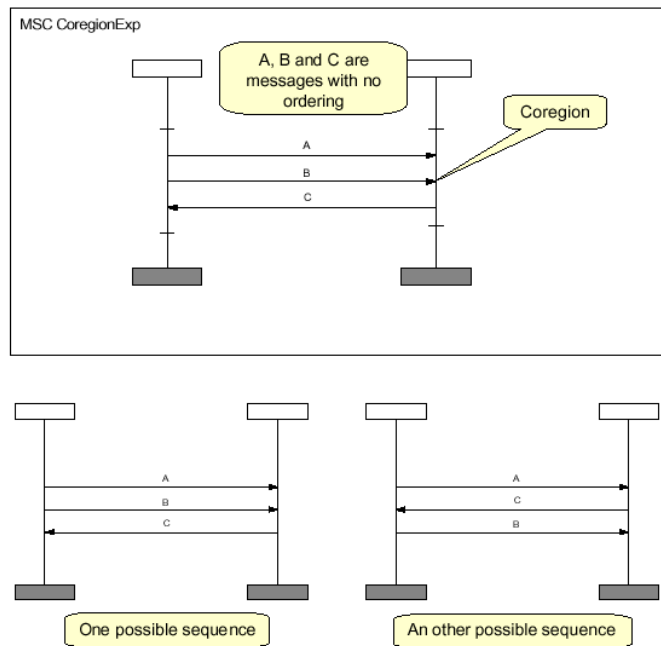 MSC CoregionExp
A, B and C are
messages with no
ordering
Coregion
A
B
C
A
B
C
A
C
B
One possible sequence
An other possible sequence